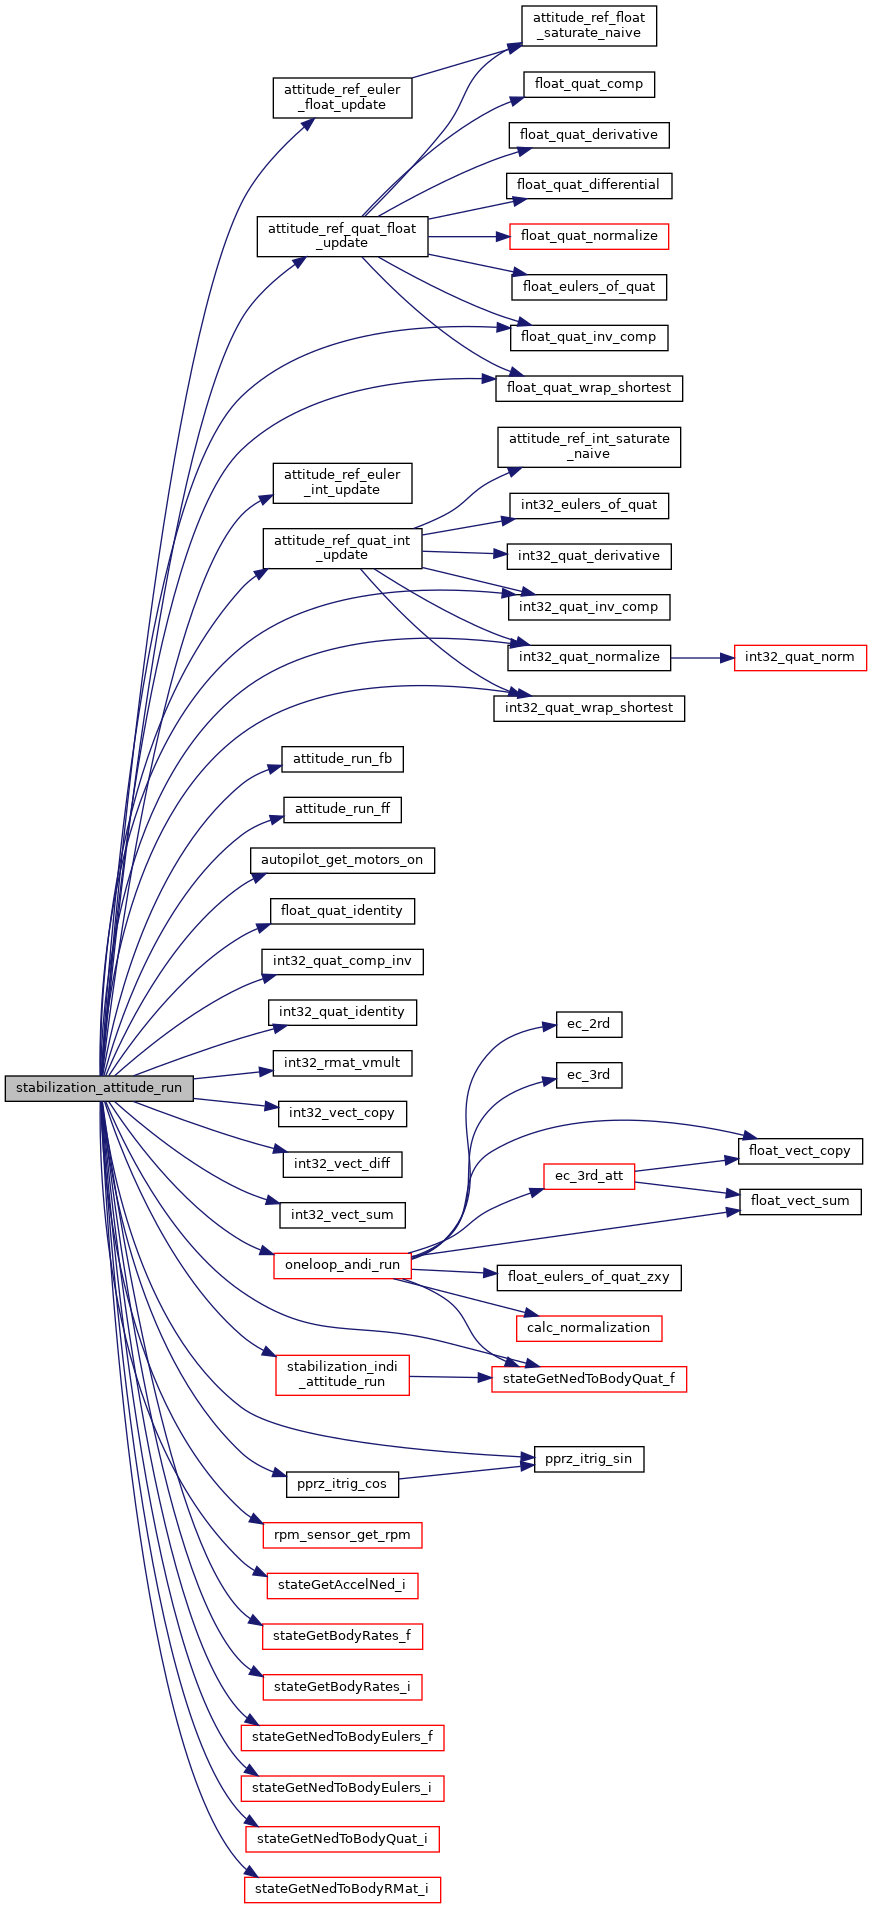 attitude_ref_float
_saturate_naive
attitude_ref_euler
_float_update
float_quat_comp
float_quat_derivative
float_quat_differential
attitude_ref_quat_float
_update
float_quat_normalize
float_eulers_of_quat
float_quat_inv_comp
float_quat_wrap_shortest
attitude_ref_int_saturate
_naive
attitude_ref_euler
_int_update
int32_eulers_of_quat
attitude_ref_quat_int
_update
int32_quat_derivative
int32_quat_inv_comp
int32_quat_normalize
int32_quat_norm
int32_quat_wrap_shortest
attitude_run_fb
attitude_run_ff
autopilot_get_motors_on
float_quat_identity
int32_quat_comp_inv
int32_quat_identity
ec_2rd
int32_rmat_vmult
ec_3rd
stabilization_attitude_run
int32_vect_copy
float_vect_copy
int32_vect_diff
ec_3rd_att
float_vect_sum
int32_vect_sum
oneloop_andi_run
float_eulers_of_quat_zxy
calc_normalization
stabilization_indi
_attitude_run
stateGetNedToBodyQuat_f
pprz_itrig_sin
pprz_itrig_cos
rpm_sensor_get_rpm
stateGetAccelNed_i
stateGetBodyRates_f
stateGetBodyRates_i
stateGetNedToBodyEulers_f
stateGetNedToBodyEulers_i
stateGetNedToBodyQuat_i
stateGetNedToBodyRMat_i